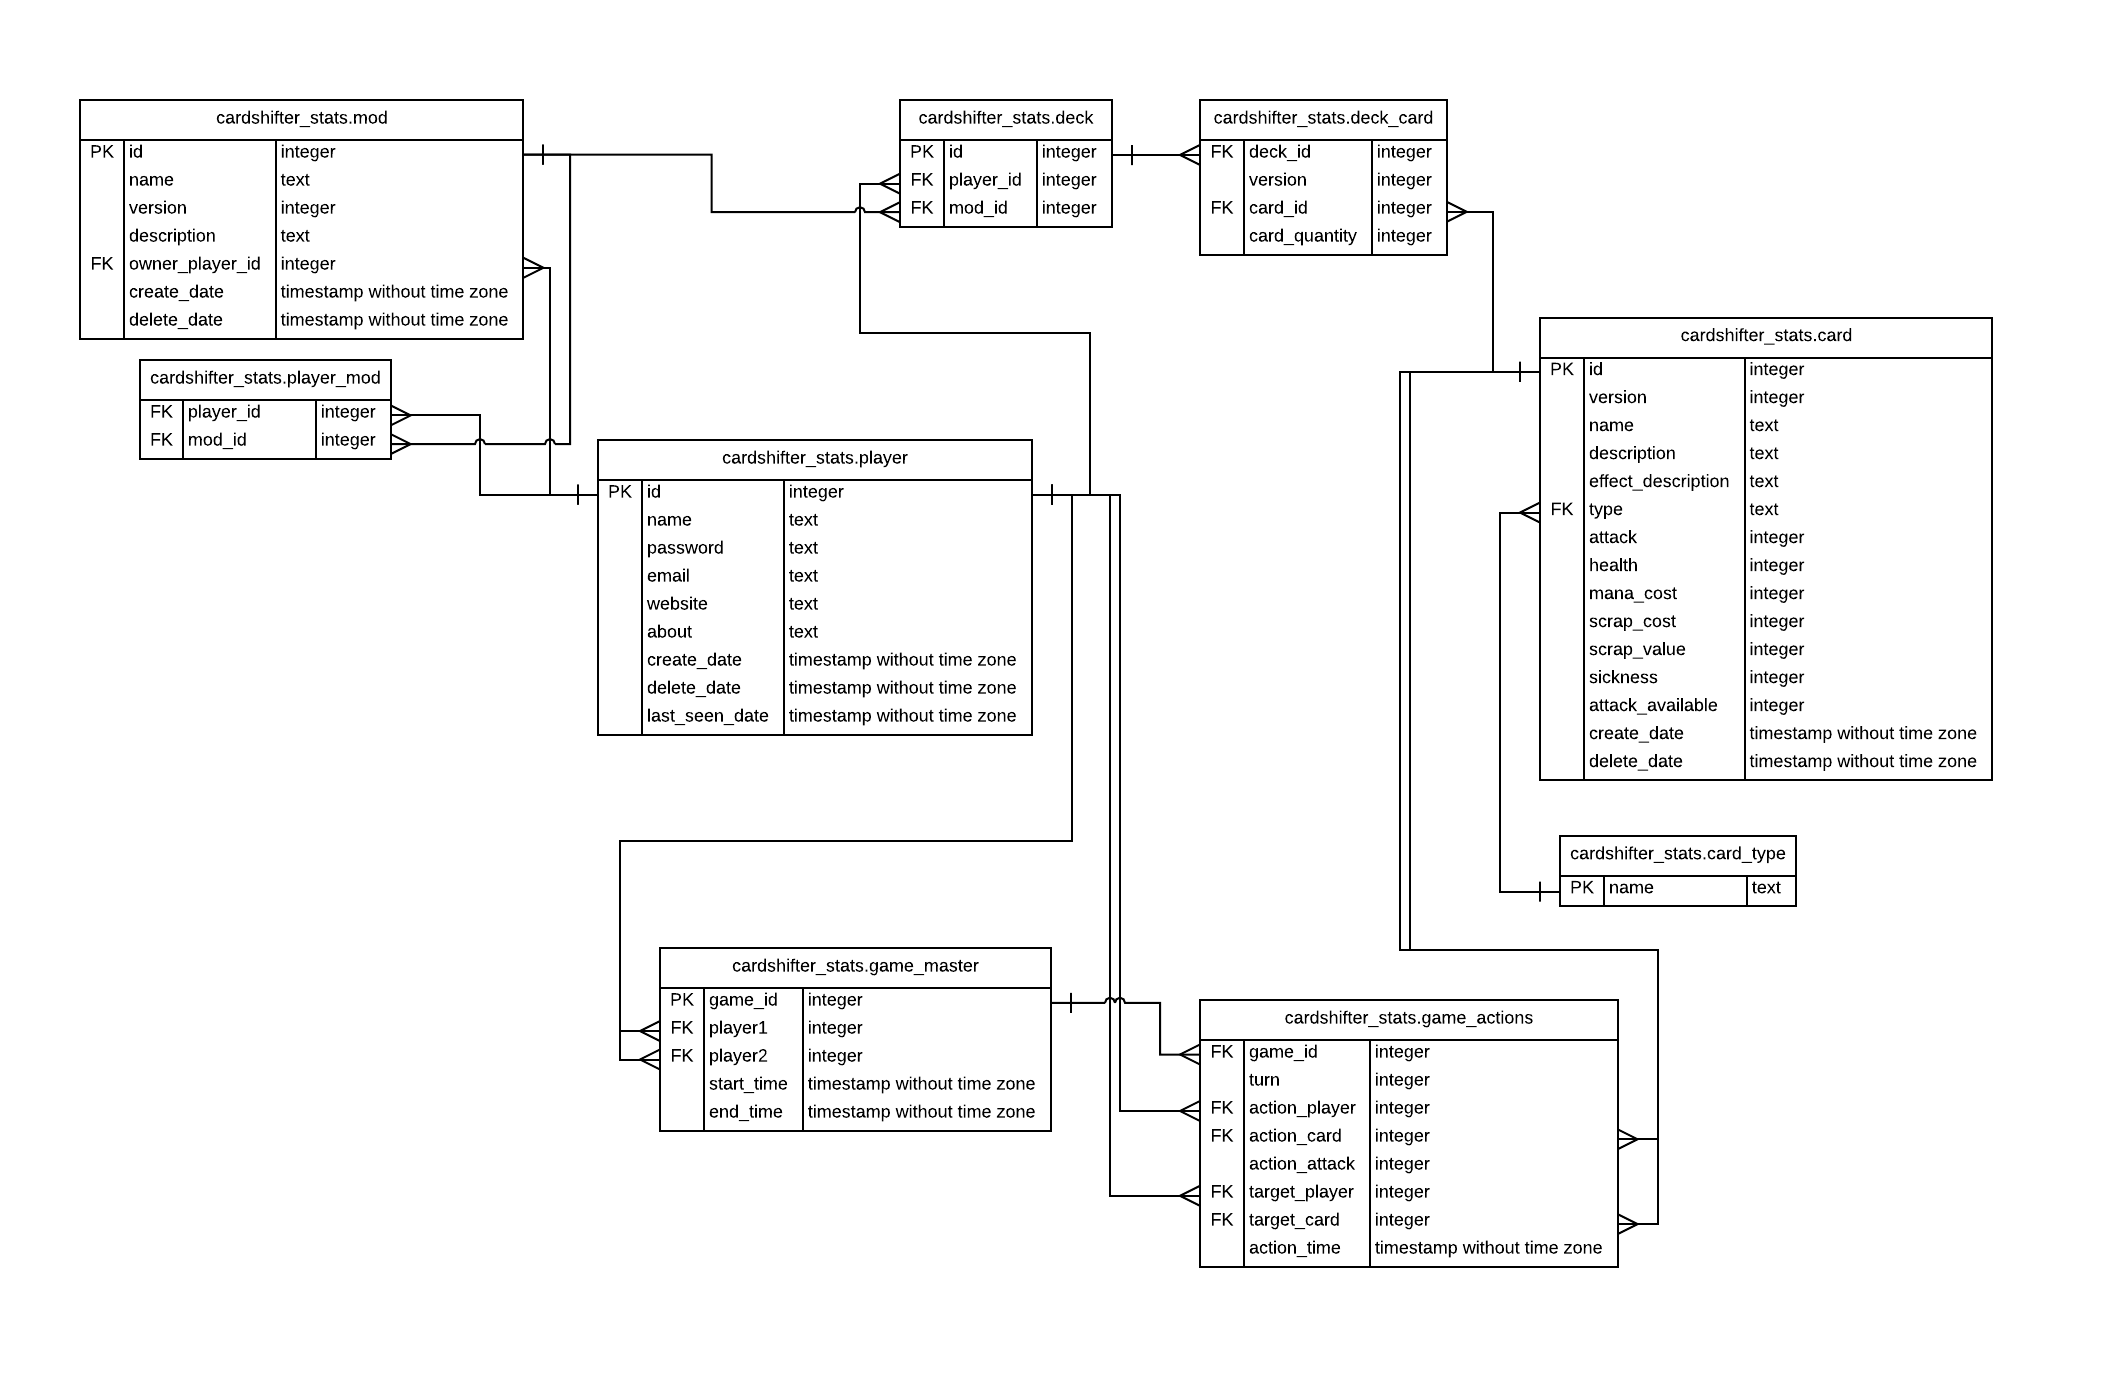 cardshifter_stats.mod
PK id integer
name text
version integer
description text
FK owner_player_id integer
create_date timestamp without time zone
delete_date timestamp without time zone
cardshifter_stats.player_mod
FK player_id integer
FK mod_id integer
cardshifter_stats.deck
PK id integer
FK player_id integer
FK mod_id integer
cardshifter_stats.deck_card
FK deck_id integer
version integer
FK card_id integer
card_quantity integer
cardshifter_stats.card
PK id integer
version integer
name text
description text
effect_description text
FK type text
attack integer
health integer
mana_cost integer
scrap_cost integer
scrap_value integer
sickness integer
attack_available integer
create_date timestamp without time zone
delete_date timestamp without time zone
cardshifter_stats.player
PK id integer
name text
password text
email text
website text
about text
create_date timestamp without time zone
delete_date timestamp without time zone
last_seen_date timestamp without time zone
cardshifter_stats.card_type
PK name text
cardshifter_stats.game_master
PK game_id integer
FK player1 integer
FK player2 integer
start_time timestamp without time zone
end_time timestamp without time zone
cardshifter_stats.game_actions
FK game_id integer
turn integer
FK action_player integer
FK action_card integer
action_attack integer
FK target_player integer
FK target_card integer
action_time timestamp without time zone